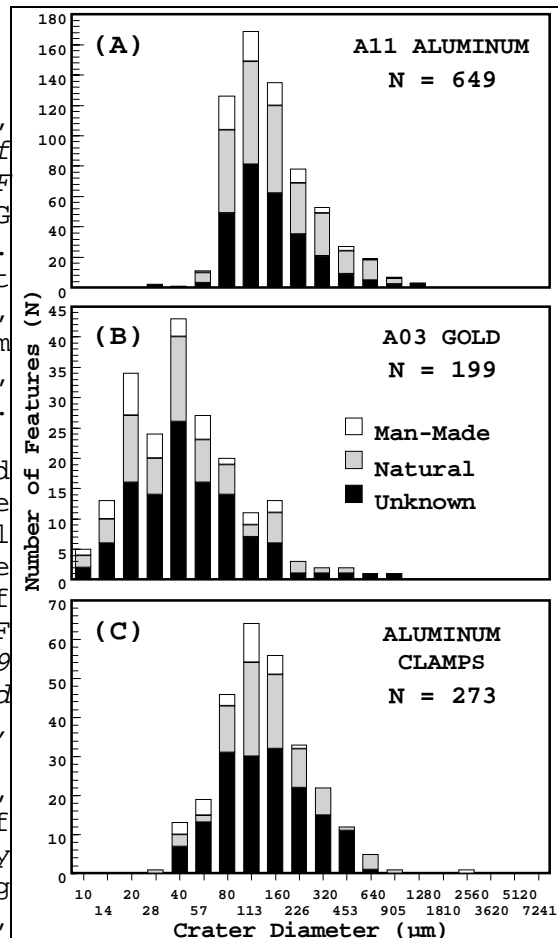 180
160
140
120
100
80
60
40
20
0
(A)
A11 ALUMINUM
N = 649
45
40
35
30
25
20
15
10
5
0
(B)
A03 GOLD
N = 199
Man-Made
Natural
Unknown
Number of Features (N)
70
60
50
40
30
20
10
0
(C)
ALUMINUM
CLAMPS
N = 273
10 20 40 80 160 320 640 1280 2560 5120
14 28 57 113 226 453 905 1810 3620 7241
Crater Diameter (µm)